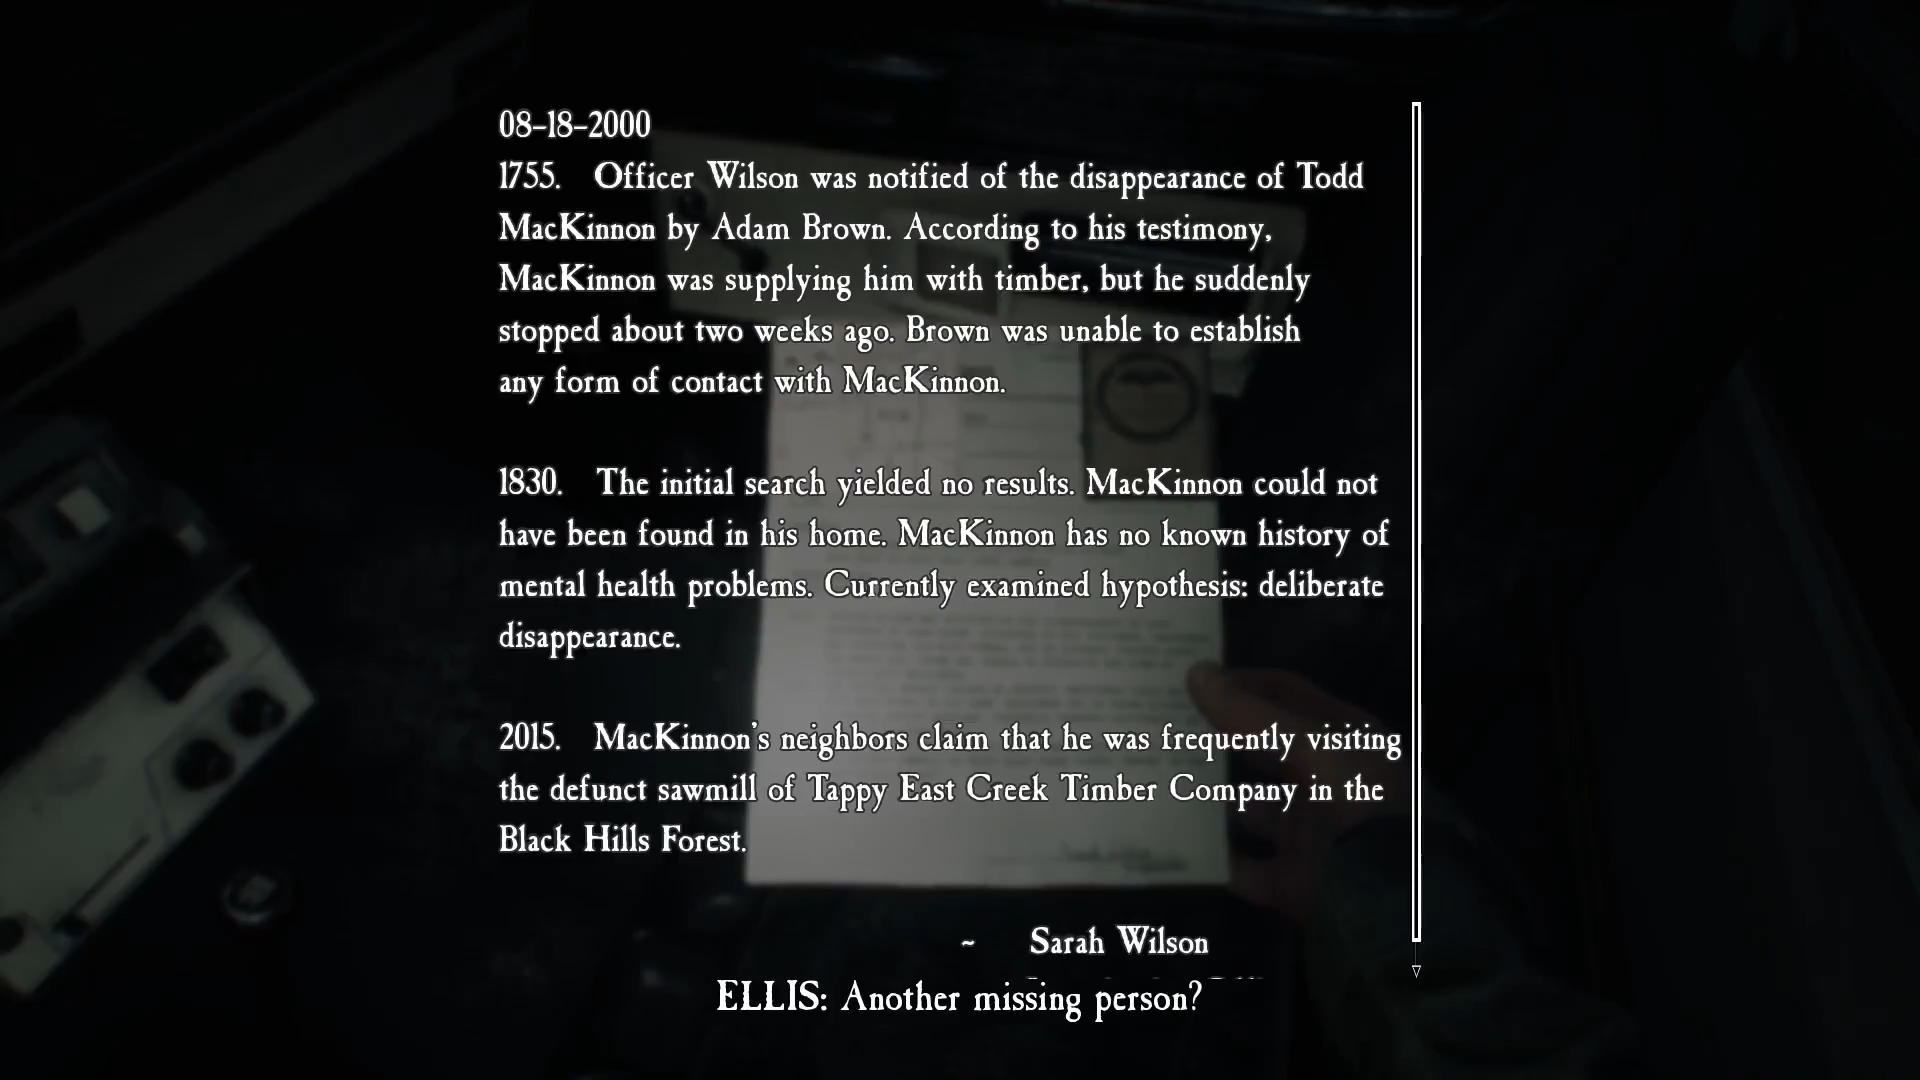 08-18-2000
1755. Officer Wilson was notified of the disappearance of Todd
MacKinnon by Adam Brown. According to his testimony,
MacKinnon was supplying him with timber, but he suddenly
stopped about two weeks ago. Brown was unable to establish
any form of contact with MacKinnon.
1830. The initial search yielded no results. MacKinnon could not
have been found in his home. MacKinnon has no known history of
mental health problems. Currently examined hypothesis: deliberate
disappearance.
2015. MacKinnon's neighbors claim that he was frequently visiting
the defunct sawmill of Tappy East Creek Timber Company in the
Black Hills Forest.
~ Sarah Wilson
ELLIS: Another missing person?